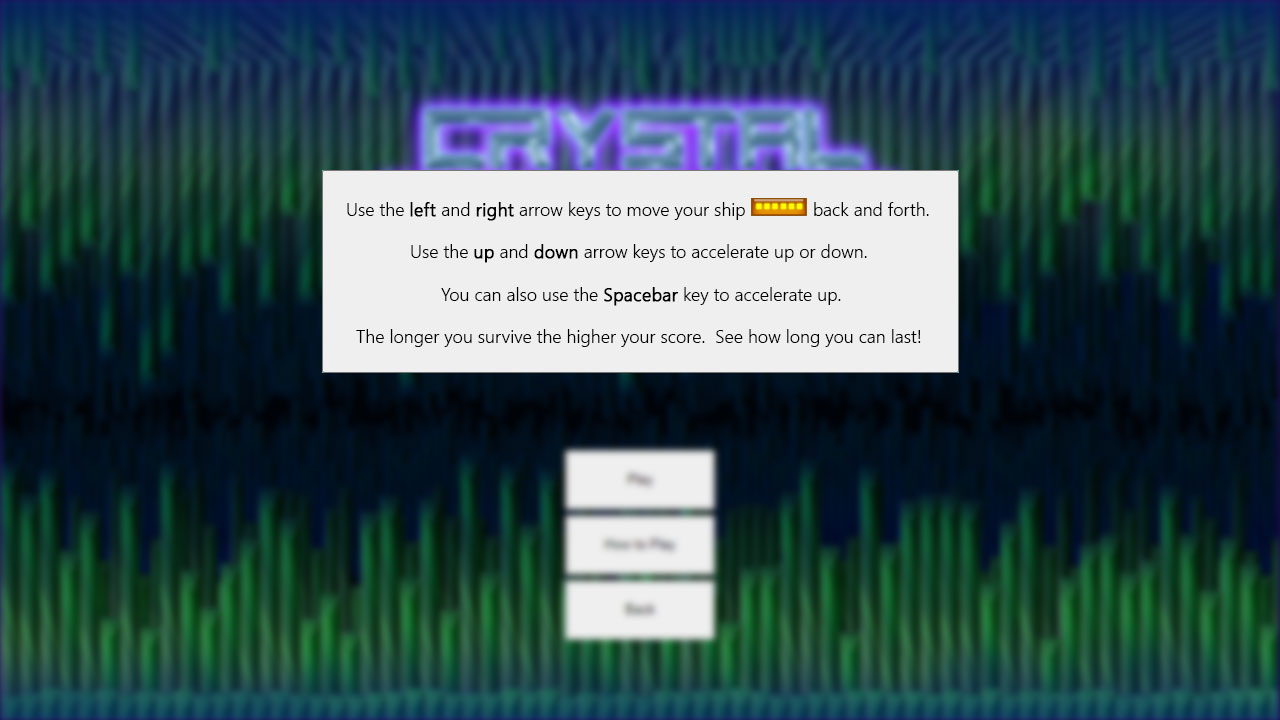 CRYSTAL
Use the left and right arrow keys to move your ship back and forth.
Use the up and down arrow keys to accelerate up or down.
You can also use the Spacebar key to accelerate up.
The longer you survive the higher your score.  See how long you can last!
Play
How to Play
Back